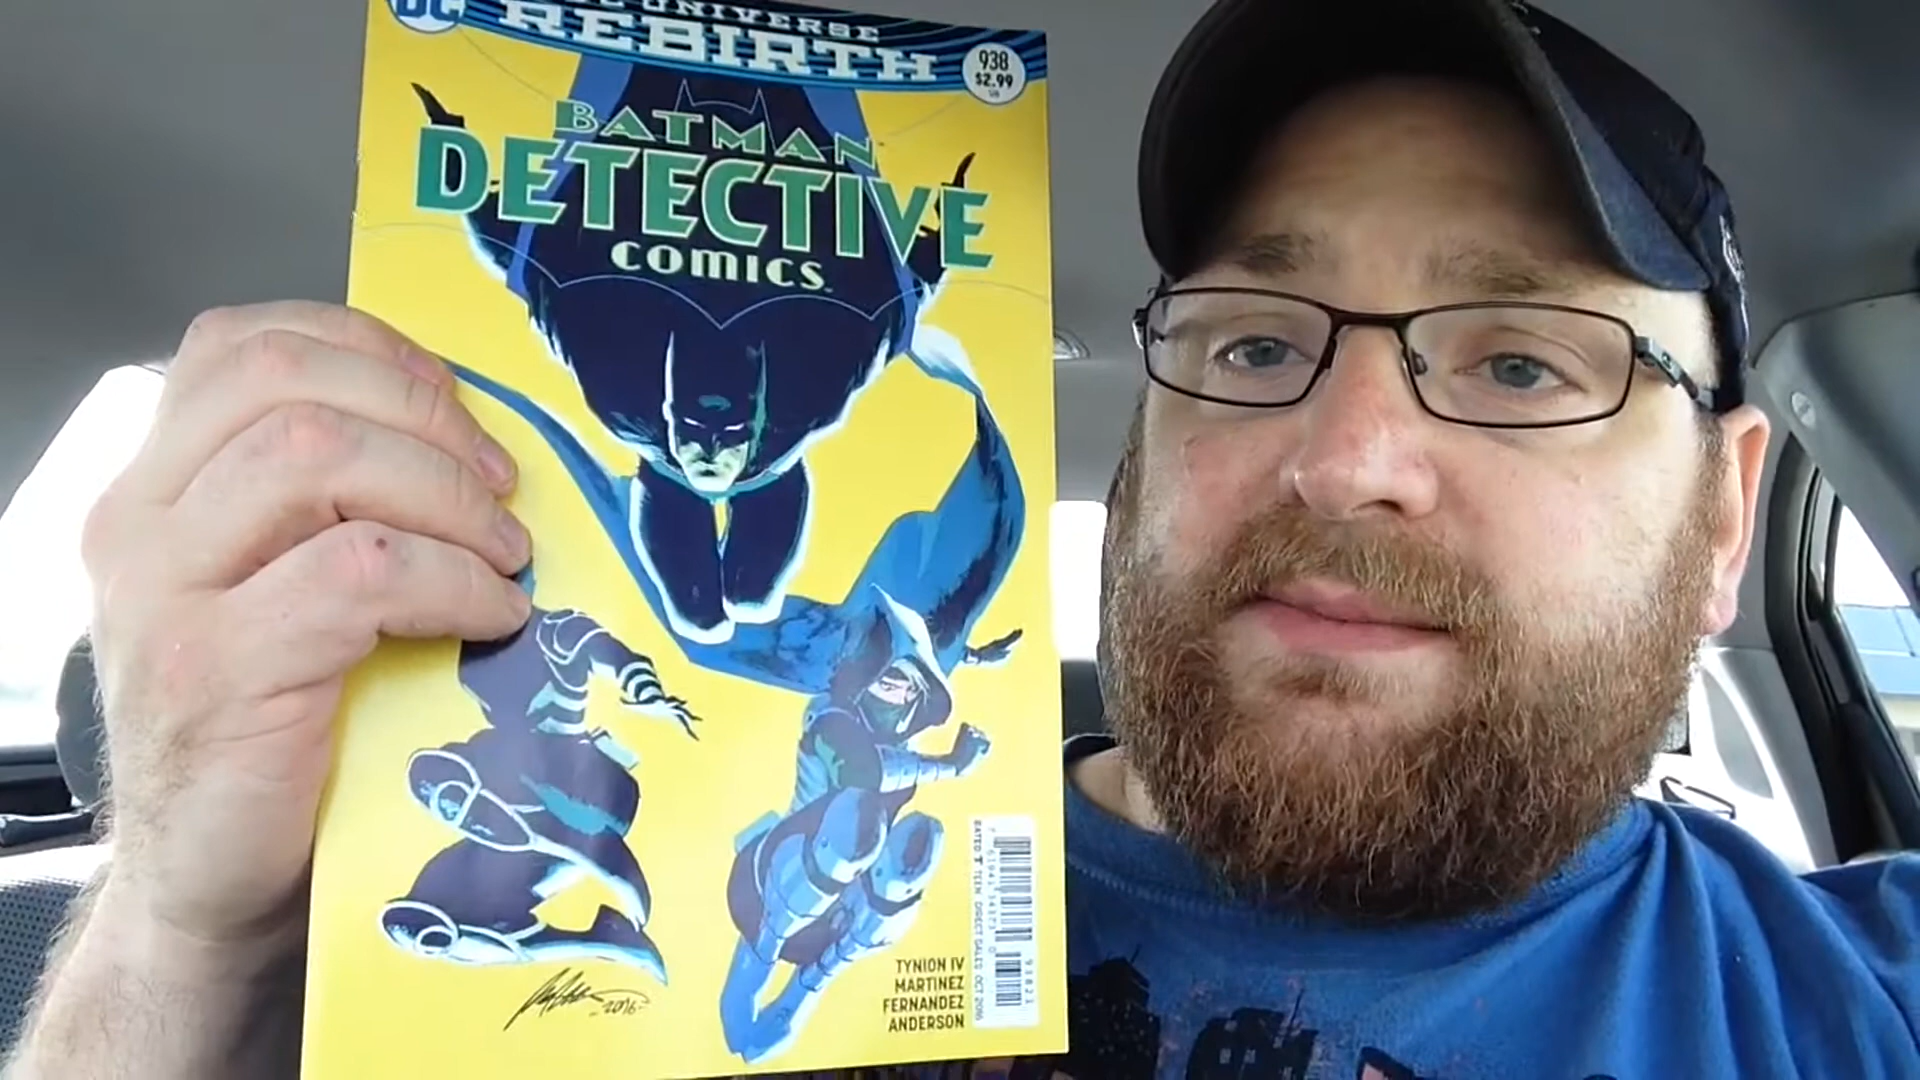 DC
UNIVERSE
REBIRTH
938
$2.99
US
BATMAN
DETECTIVE
COMICS
RATED T TEEN DIRECT SALES OCT 2016
TYNION IV
MARTINEZ
FERNANDEZ
ANDERSON
2016